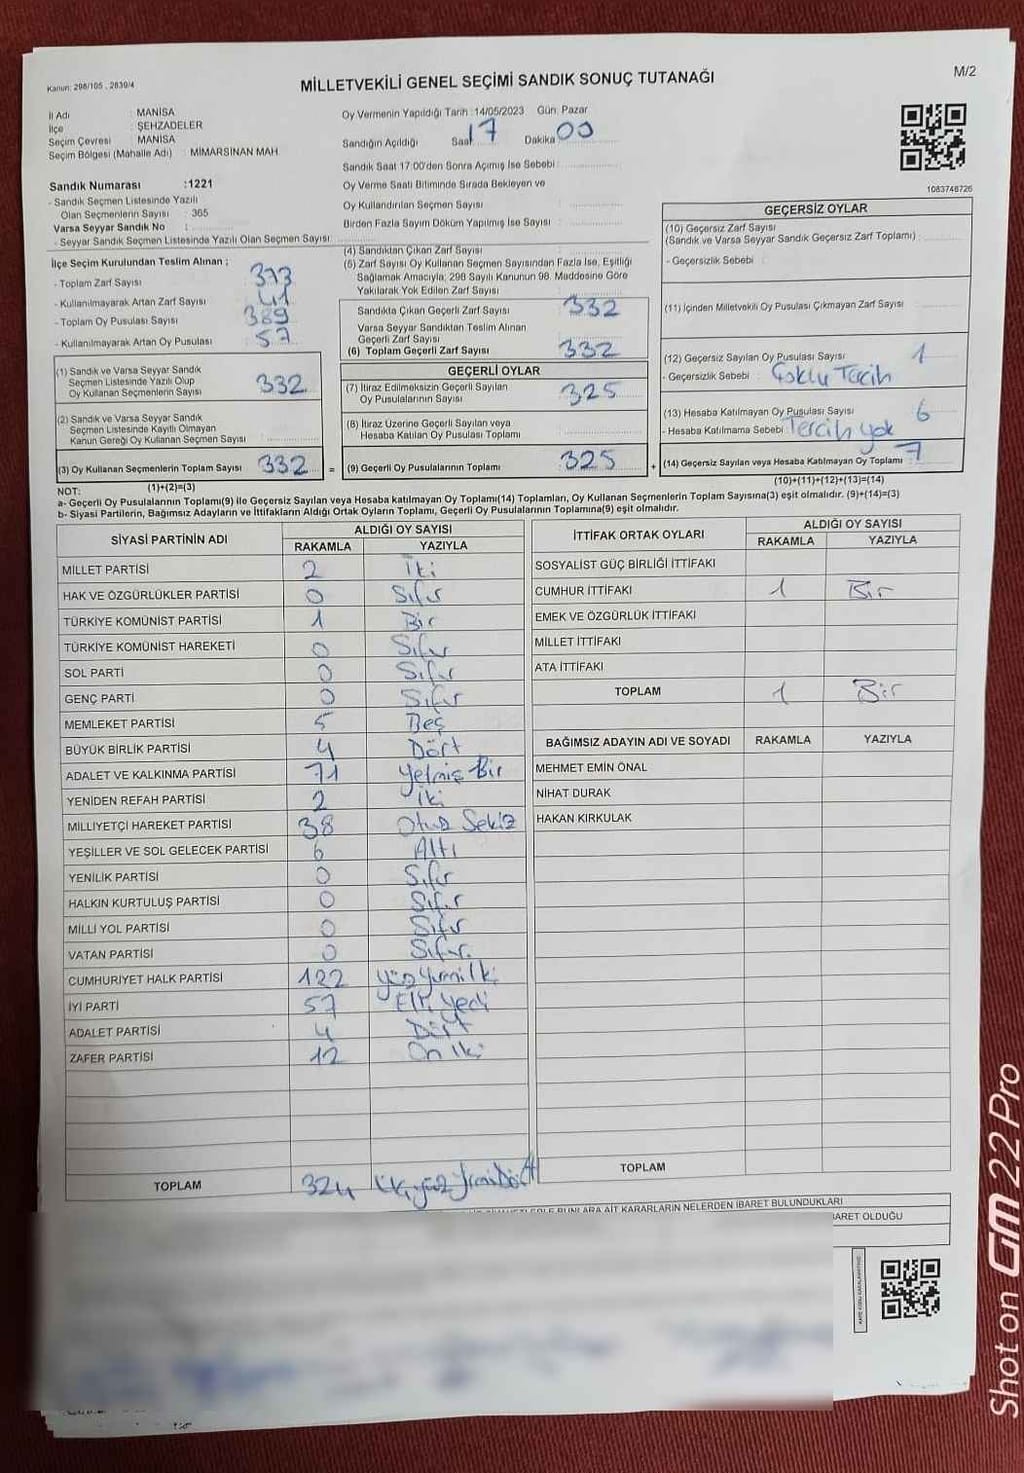 Kanun: 298/105 , 2839/4
MİLLETVEKİLİ GENEL SEÇİMİ SANDIK SONUÇ TUTANAĞI
M/2
İl Adı : MANİSA
İlçe : ŞEHZADELER
Seçim Çevresi : MANİSA
Seçim Bölgesi (Mahalle Adı) : MİMARSİNAN MAH
Sandık Numarası :1221
- Sandık Seçmen Listesinde Yazılı
Olan Seçmenlerin Sayısı : 365
Varsa Seyyar Sandık No :
- Seyyar Sandık Seçmen Listesinde Yazılı Olan Seçmen Sayısı:
İlçe Seçim Kurulundan Teslim Alınan :
- Toplam Zarf Sayısı 373
- Kullanılmayarak Artan Zarf Sayısı 41
- Toplam Oy Pusulası Sayısı 389
- Kullanılmayarak Artan Oy Pusulası 57
Oy Vermenin Yapıldığı Tarih : 14/05/2023 Gün: Pazar
Sandığın Açıldığı Saat 17 Dakika 00
Sandık Saat 17:00'den Sonra Açımış İse Sebebi :
Oy Verme Saati Bitiminde Sırada Bekleyen ve
Oy Kullandırılan Seçmen Sayısı :
Birden Fazla Sayım Döküm Yapılmış İse Sayısı :
(4) Sandıktan Çıkan Zarf Sayısı
(5) Zarf Sayısı Oy Kullanan Seçmen Sayısından Fazla İse, Eşitliği
Sağlamak Amacıyla; 298 Sayılı Kanunun 98. Maddesine Göre
Yakılarak Yok Edilen Zarf Sayısı
Sandıkta Çıkan Geçerli Zarf Sayısı 332
Varsa Seyyar Sandıktan Teslim Alınan
Geçerli Zarf Sayısı
(6) Toplam Geçerli Zarf Sayısı 332
1083748726
GEÇERSİZ OYLAR
(10) Geçersiz Zarf Sayısı
(Sandık ve Varsa Seyyar Sandık Geçersiz Zarf Toplamı) :
- Geçersizlik Sebebi :
(11) İçinden Milletvekili Oy Pusulası Çıkmayan Zarf Sayısı
(12) Geçersiz Sayılan Oy Pusulası Sayısı 1
- Geçersizlik Sebebi : Çoklu Tercih
(13) Hesaba Katılmayan Oy Pusulası Sayısı 6
- Hesaba Katılmama Sebebi : Tercih yok
(14) Geçersiz Sayılan veya Hesaba Katılmayan Oy Toplamı 7
(10)+(11)+(12)+(13)=(14)
(1) Sandık ve Varsa Seyyar Sandık
Seçmen Listesinde Yazılı Olup
Oy Kullanan Seçmenlerin Sayısı 332
(2) Sandık ve Varsa Seyyar Sandık
Seçmen Listesinde Kayıtlı Olmayan
Kanun Gereği Oy Kullanan Seçmen Sayısı
(3) Oy Kullanan Seçmenlerin Toplam Sayısı 332 =
(1)+(2)=(3)
GEÇERLİ OYLAR
(7) İtiraz Edilmeksizin Geçerli Sayılan
Oy Pusulalarının Sayısı 325
(8) İtiraz Üzerine Geçerli Sayılan veya
Hesaba Katılan Oy Pusulası Toplamı
(9) Geçerli Oy Pusulalarının Toplamı 325 +
NOT:
a- Geçerli Oy Pusulalarının Toplamı(9) ile Geçersiz Sayılan veya Hesaba katılmayan Oy Toplamı(14) Toplamları, Oy Kullanan Seçmenlerin Toplam Sayısına(3) eşit olmalıdır. (9)+(14)=(3)
b- Siyasi Partilerin, Bağımsız Adayların ve İttifakların Aldığı Ortak Oyların Toplamı, Geçerli Oy Pusulalarının Toplamına(9) eşit olmalıdır.
SİYASİ PARTİNİN ADI
ALDIĞI OY SAYISI
RAKAMLA YAZIYLA
MİLLET PARTİSİ 2 İki
HAK VE ÖZGÜRLÜKLER PARTİSİ 0 Sıfır
TÜRKİYE KOMÜNİST PARTİSİ 1 Bir
TÜRKİYE KOMÜNİST HAREKETİ 0 Sıfır
SOL PARTİ 0 Sıfır
GENÇ PARTİ 0 Sıfır
MEMLEKET PARTİSİ 5 Beş
BÜYÜK BİRLİK PARTİSİ 4 Dört
ADALET VE KALKINMA PARTİSİ 71 Yetmiş Bir
YENİDEN REFAH PARTİSİ 2 İki
MİLLİYETÇİ HAREKET PARTİSİ 38 Otuz Sekiz
YEŞİLLER VE SOL GELECEK PARTİSİ 6 Altı
YENİLİK PARTİSİ 0 Sıfır
HALKIN KURTULUŞ PARTİSİ 0 Sıfır
MİLLİ YOL PARTİSİ 0 Sıfır
VATAN PARTİSİ 0 Sıfır.
CUMHURİYET HALK PARTİSİ 122 Yüz Yirmi İki
İYİ PARTİ 57 Elli Yedi
ADALET PARTİSİ 4 Dört
ZAFER PARTİSİ 12 On İki
TOPLAM 324 Üç yüz Yirmi Dört
İTTİFAK ORTAK OYLARI
ALDIĞI OY SAYISI
RAKAMLA YAZIYLA
SOSYALİST GÜÇ BİRLİĞİ İTTİFAKI
CUMHUR İTTİFAKI 1 Bir
EMEK VE ÖZGÜRLÜK İTTİFAKI
MİLLET İTTİFAKI
ATA İTTİFAKI
TOPLAM 1 Bir
BAĞIMSIZ ADAYIN ADI VE SOYADI RAKAMLA YAZIYLA
MEHMET EMİN ÖNAL
NİHAT DURAK
HAKAN KIRKULAK
TOPLAM
BUNLARA AİT KARARLARIN NELERDEN İBARET BULUNDUKLARI
İBARET OLDUĞU
Shot on GM 22 Pro